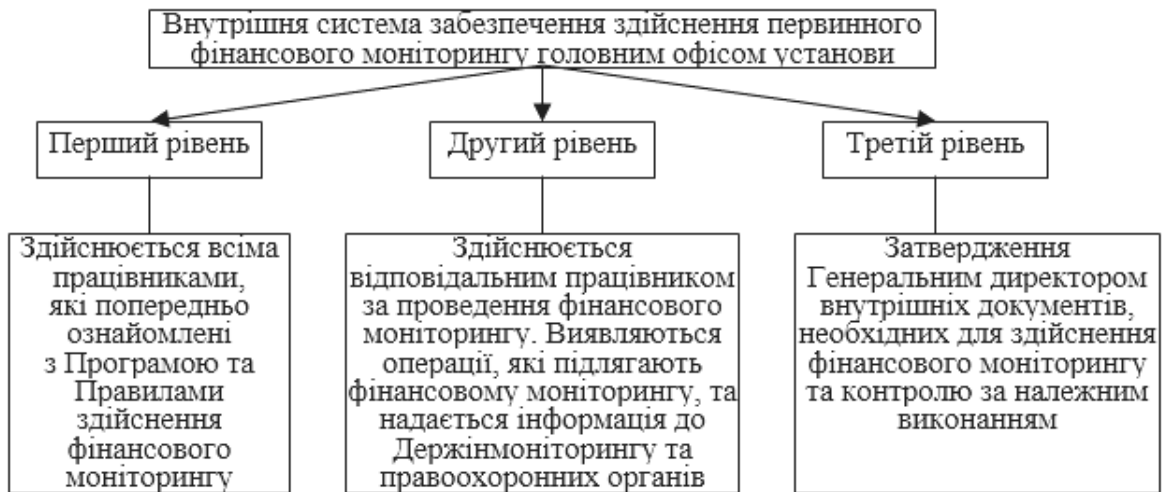 Внутрішня система забезпечення здійснення первинного
фінансового моніторингу головним офісом установи
Перший рівень
Другий рівень
Третій рівень
Здійснюється всіма
працівниками,
які попередньо
ознайомлені
з Програмою та
Правилами
здійснення
фінансового
моніторингу
Здійснюється
відповідальним працівником
за проведення фінансового
моніторингу. Виявляються
операції, які підлягають
фінансовому моніторингу, та
надається інформація до
Держінмоніторингу та
правоохоронних органів
Затвердження
Генеральним директором
внутрішніх документів,
необхідних для здійснення
фінансового моніторингу
та контролю за належним
виконанням